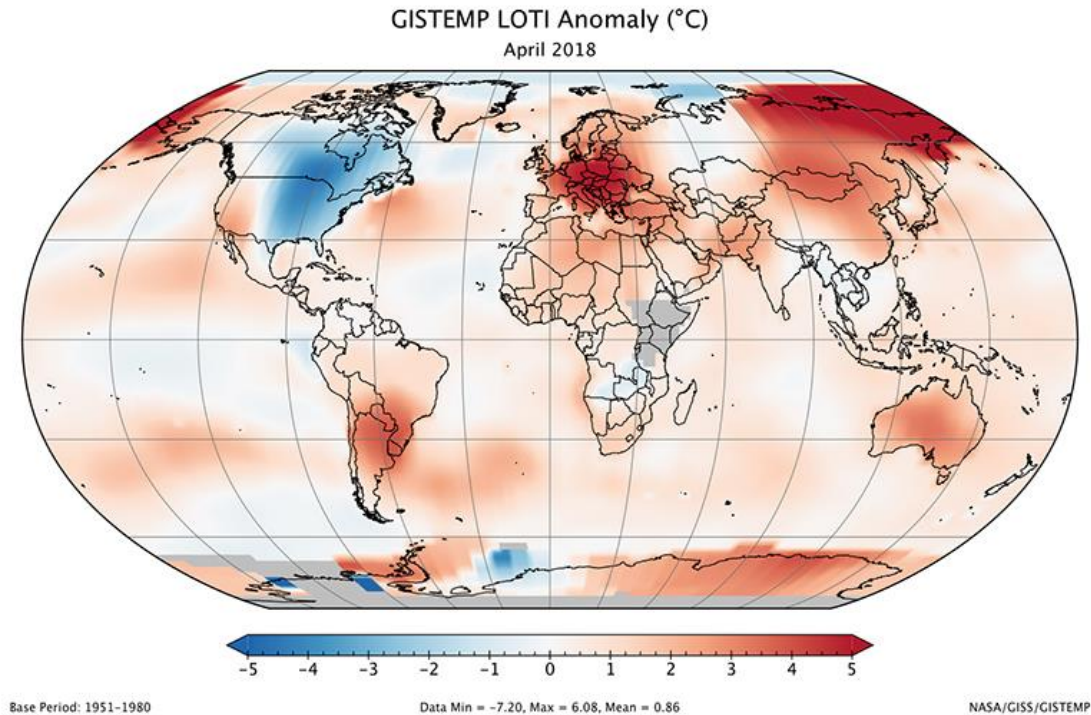 GISTEMP LOTI Anomaly (°C)
April 2018
-5 -4 -3 -2 -1 0 1 2 3 4 5
Base Period: 1951-1980 Data Min = -7.20, Max = 6.08, Mean = 0.86 NASA/GISS/GISTEMP